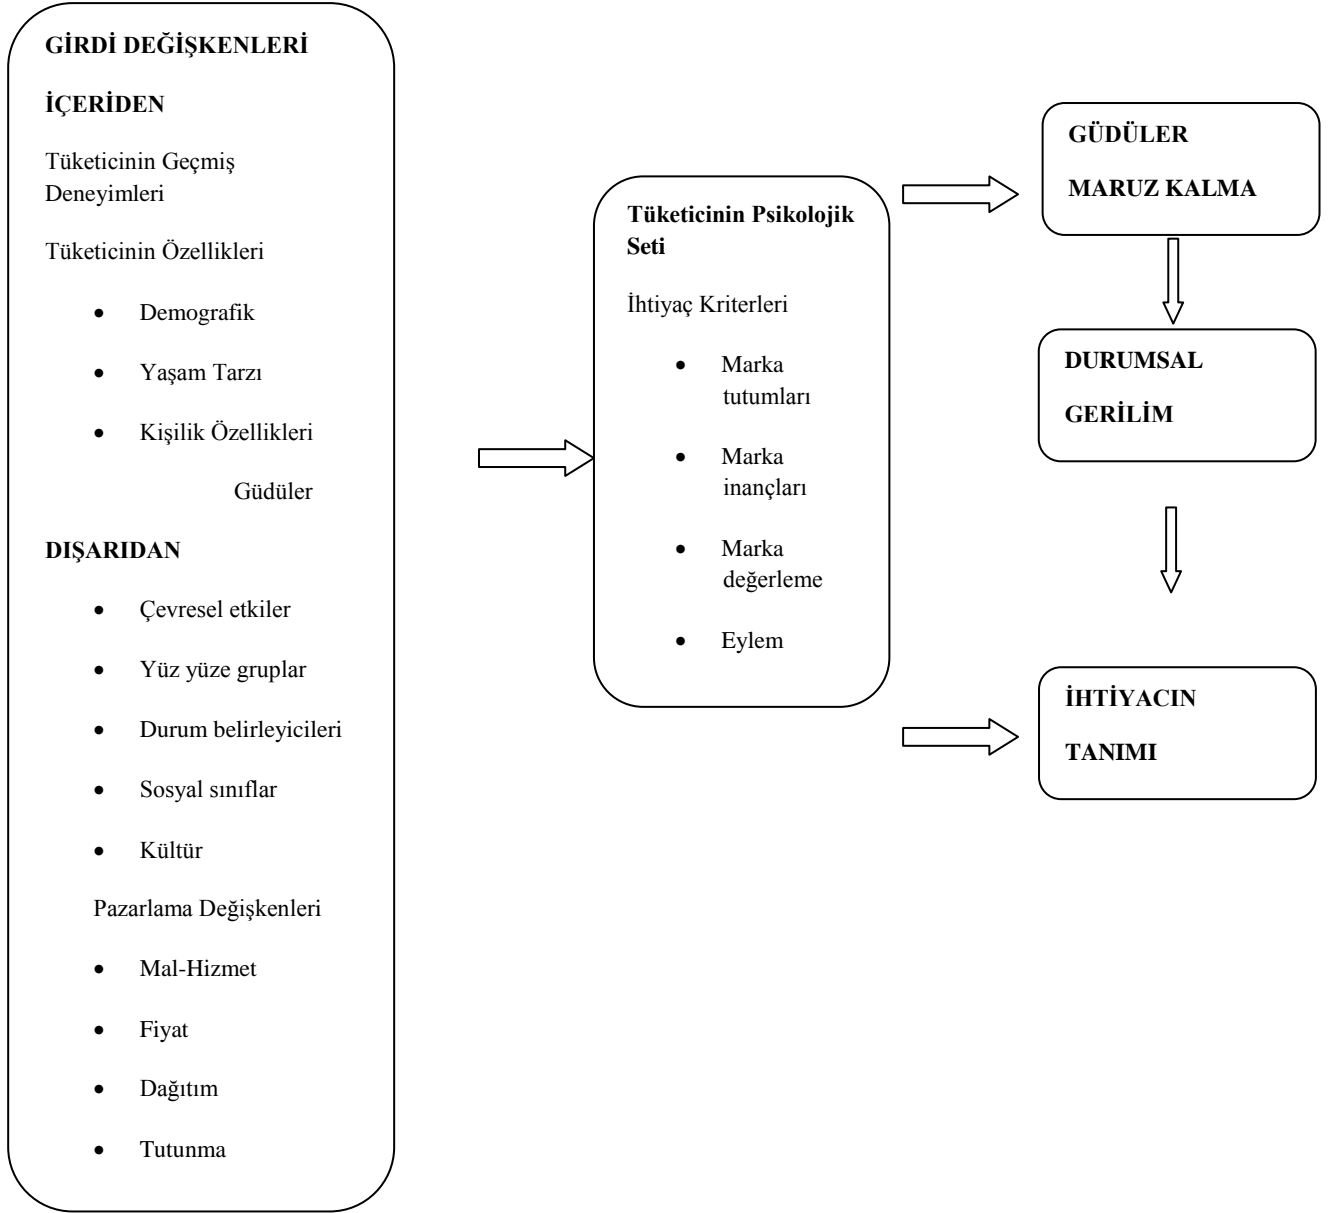 GİRDİ DEĞİŞKENLERİ
İÇERİDEN
Tüketicinin Geçmiş
Deneyimleri
Tüketicinin Özellikleri
• Demografik
• Yaşam Tarzı
• Kişilik Özellikleri
Güdüler
DIŞARIDAN
• Çevresel etkiler
• Yüz yüze gruplar
• Durum belirleyicileri
• Sosyal sınıflar
• Kültür
Pazarlama Değişkenleri
• Mal-Hizmet
• Fiyat
• Dağıtım
• Tutunma
Tüketicinin Psikolojik
Seti
İhtiyaç Kriterleri
• Marka
tutumları
• Marka
inançları
• Marka
değerleme
• Eylem
GÜDÜLER
MARUZ KALMA
DURUMSAL
GERİLİM
İHTİYACIN
TANIMI